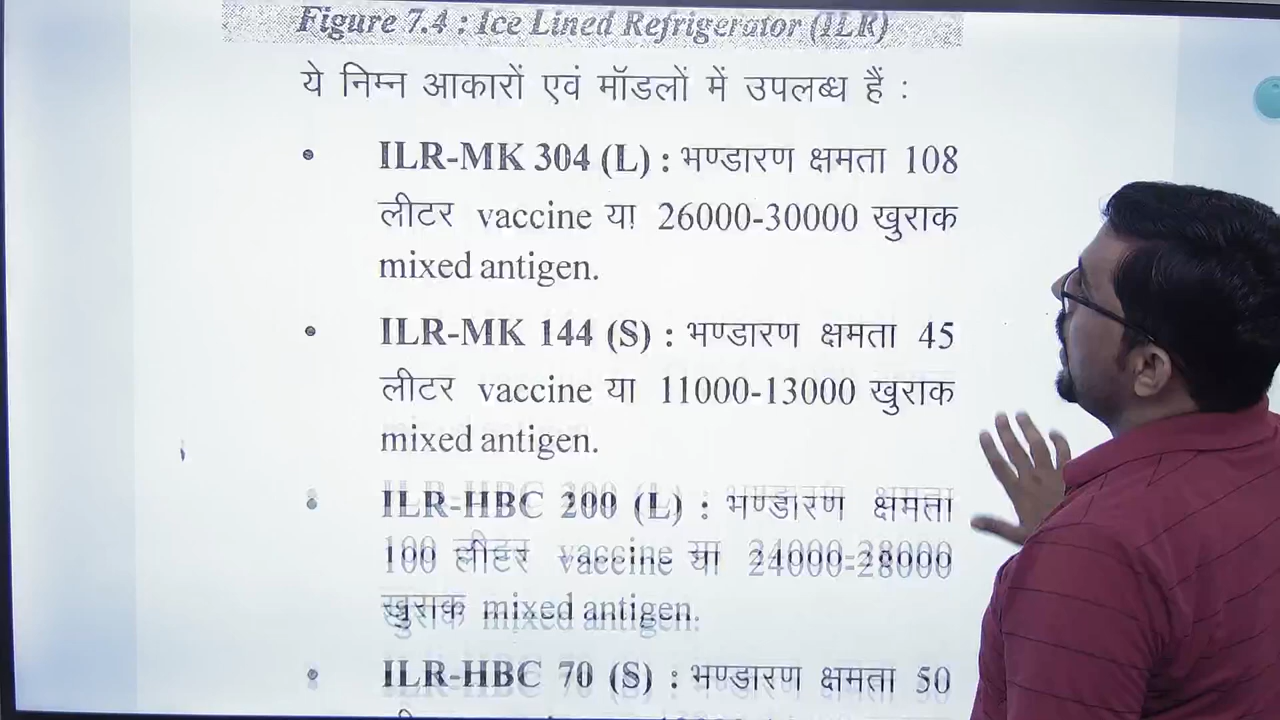 Figure 7.4 : Ice Lined Refrigerator (ILR)
ये निम्न आकारों एवं मॉडलों में उपलब्ध हैं :
• ILR-MK 304 (L) : भण्डारण क्षमता 108
लीटर vaccine या 26000-30000 खुराक
mixed antigen.
• ILR-MK 144 (S) : भण्डारण क्षमता 45
लीटर vaccine या 11000-13000 खुराक
mixed antigen.
• ILR-HBC 200 (L) : भण्डारण क्षमता
100 लीटर vaccine या 24000-28000
खुराक mixed antigen.
• ILR-HBC 70 (S) : भण्डारण क्षमता 50